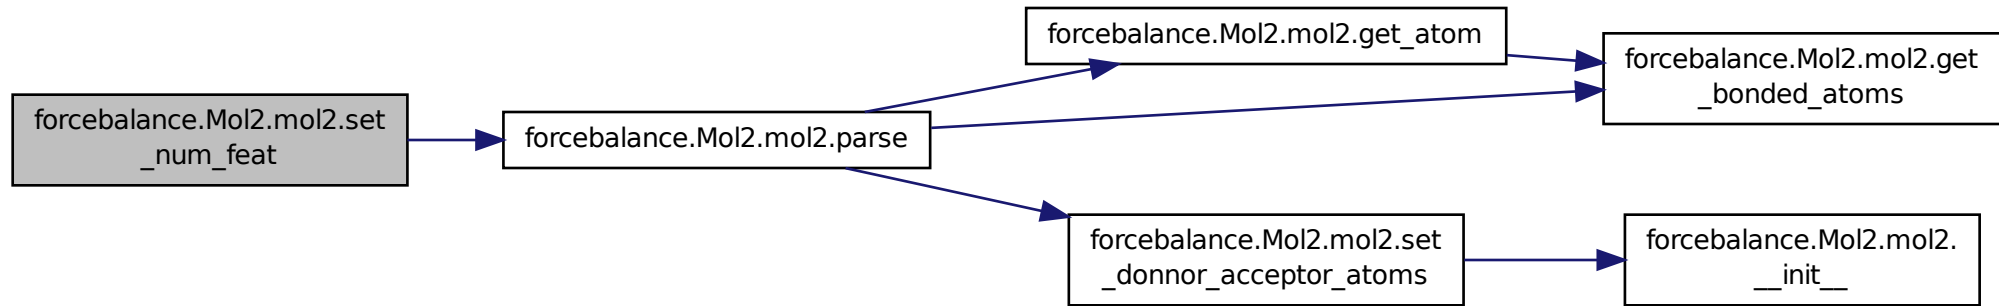 forcebalance.Mol2.mol2.set
_num_feat
forcebalance.Mol2.mol2.parse
forcebalance.Mol2.mol2.get_atom
forcebalance.Mol2.mol2.get
_bonded_atoms
forcebalance.Mol2.mol2.set
_donnor_acceptor_atoms
forcebalance.Mol2.mol2.
__init__